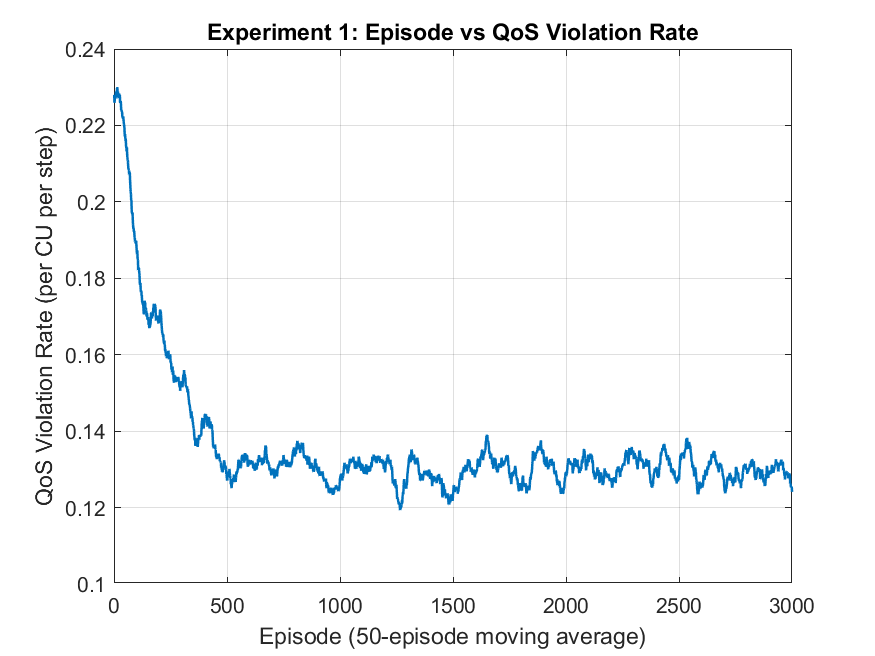 Experiment 1: Episode vs QoS Violation Rate
QoS Violation Rate (per CU per step)
0.24
0.22
0.2
0.18
0.16
0.14
0.12
0.1
0 500 1000 1500 2000 2500 3000
Episode (50-episode moving average)